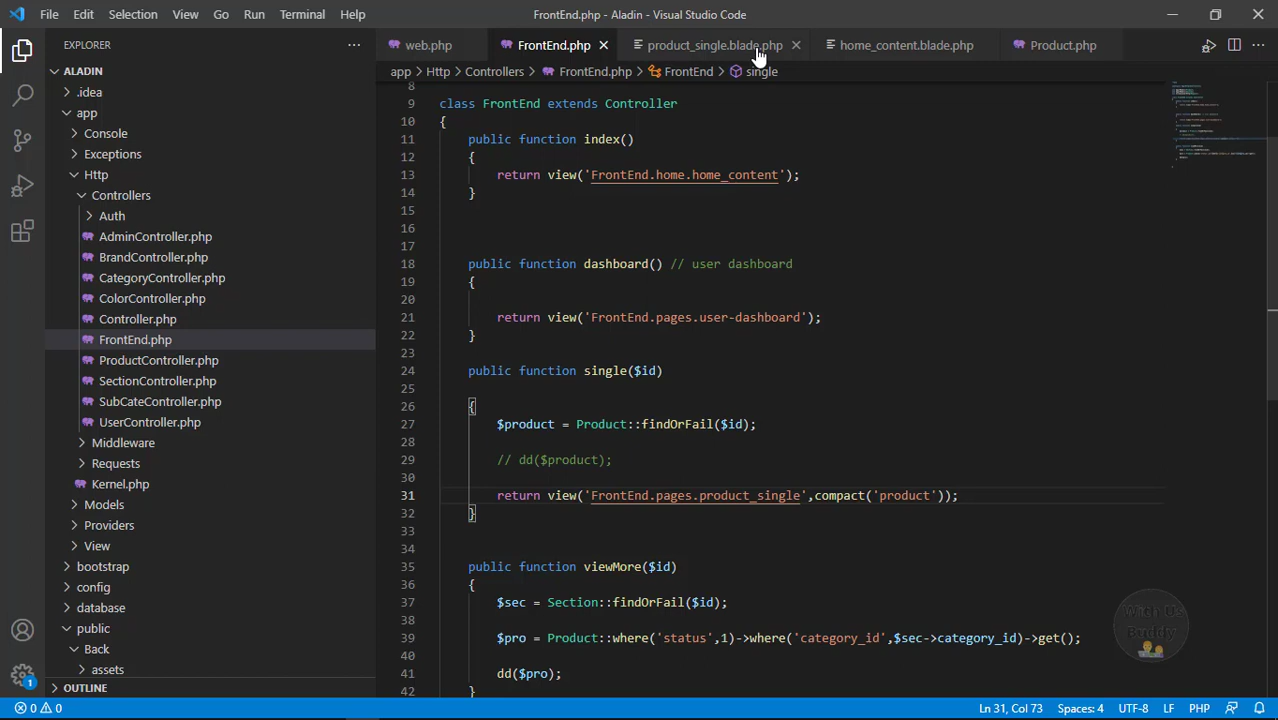 File Edit Selection View Go Run Terminal Help FrontEnd.php - Aladin - Visual Studio Code
EXPLORER
ALADIN
.idea
app
Console
Exceptions
Http
Controllers
Auth
AdminController.php
BrandController.php
CategoryController.php
ColorController.php
Controller.php
FrontEnd.php
ProductController.php
SectionController.php
SubCateController.php
UserController.php
Middleware
Requests
Kernel.php
Models
Providers
View
bootstrap
config
database
public
Back
assets
OUTLINE
web.php FrontEnd.php product_single.blade.php home_content.blade.php Product.php
app > Http > Controllers > FrontEnd.php > FrontEnd > single
8
9 class FrontEnd extends Controller
10 {
11 public function index()
12 {
13 return view('FrontEnd.home.home_content');
14 }
15
16
17
18 public function dashboard() // user dashboard
19 {
20
21 return view('FrontEnd.pages.user-dashboard');
22 }
23
24 public function single($id)
25
26 {
27 $product = Product::findOrFail($id);
28
29 // dd($product);
30
31 return view('FrontEnd.pages.product_single',compact('product'));
32 }
33
34
35 public function viewMore($id)
36 {
37 $sec = Section::findOrFail($id);
38
39 $pro = Product::where('status',1)->where('category_id',$sec->category_id)->get();
40
41 dd($pro);
42 }
With Us
Buddy
1
0 0 Ln 31, Col 73 Spaces: 4 UTF-8 LF PHP